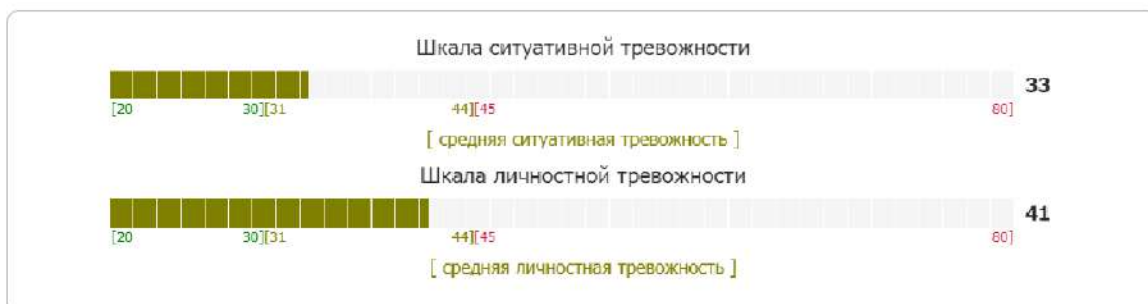 Шкала ситуативной тревожности
33
[20 30][31 44][45 80]
[ средняя ситуативная тревожность ]
Шкала личностной тревожности
41
[20 30][31 44][45 80]
[ средняя личностная тревожность ]